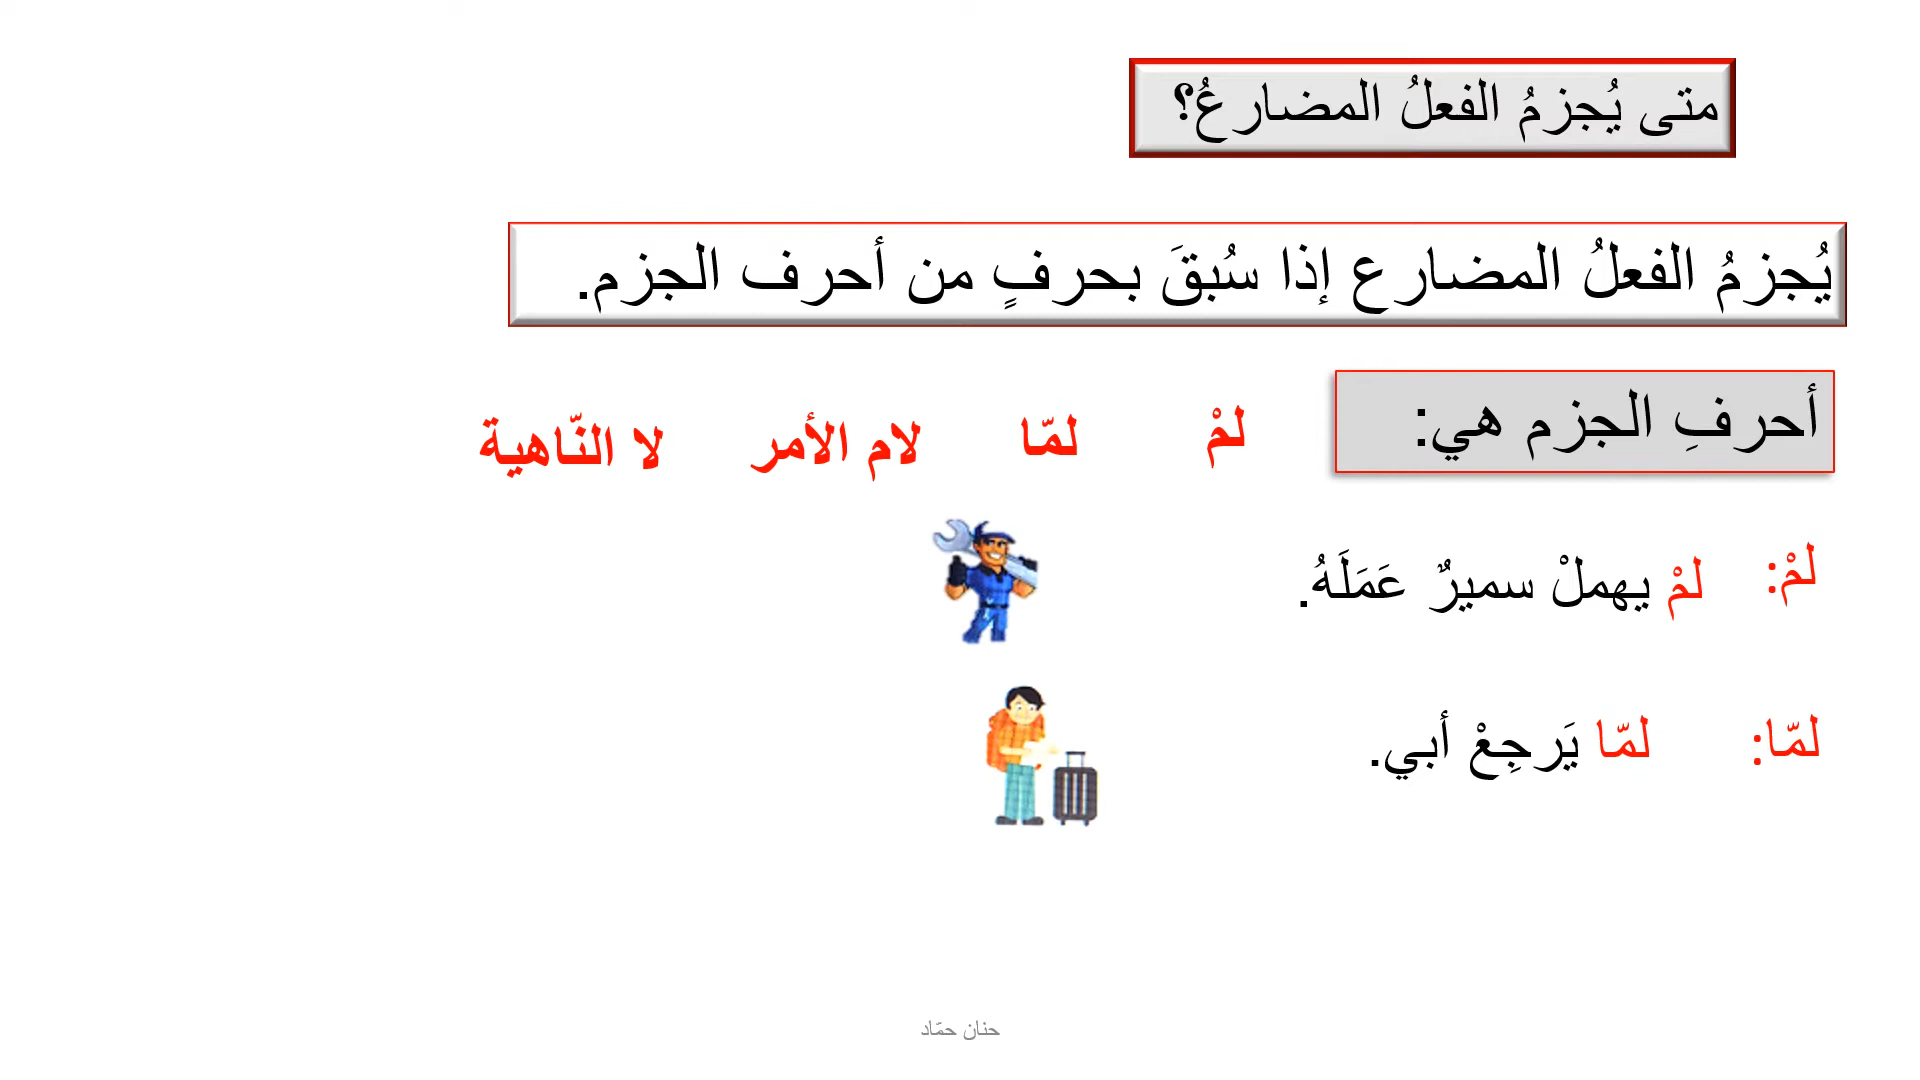 متى يُجزمُ الفعلُ المضارعُ؟
يُجزمُ الفعلُ المضارع إذا سُبقَ بحرفٍ من أحرف الجزم.
أحرفِ الجزم هي: لمْ لمّا لام الأمر لا النّاهية
لمْ: لمْ يهملْ سميرٌ عَمَلَهُ.
لمّا: لمّا يَرجِعْ أبي.
حنان حمّاد